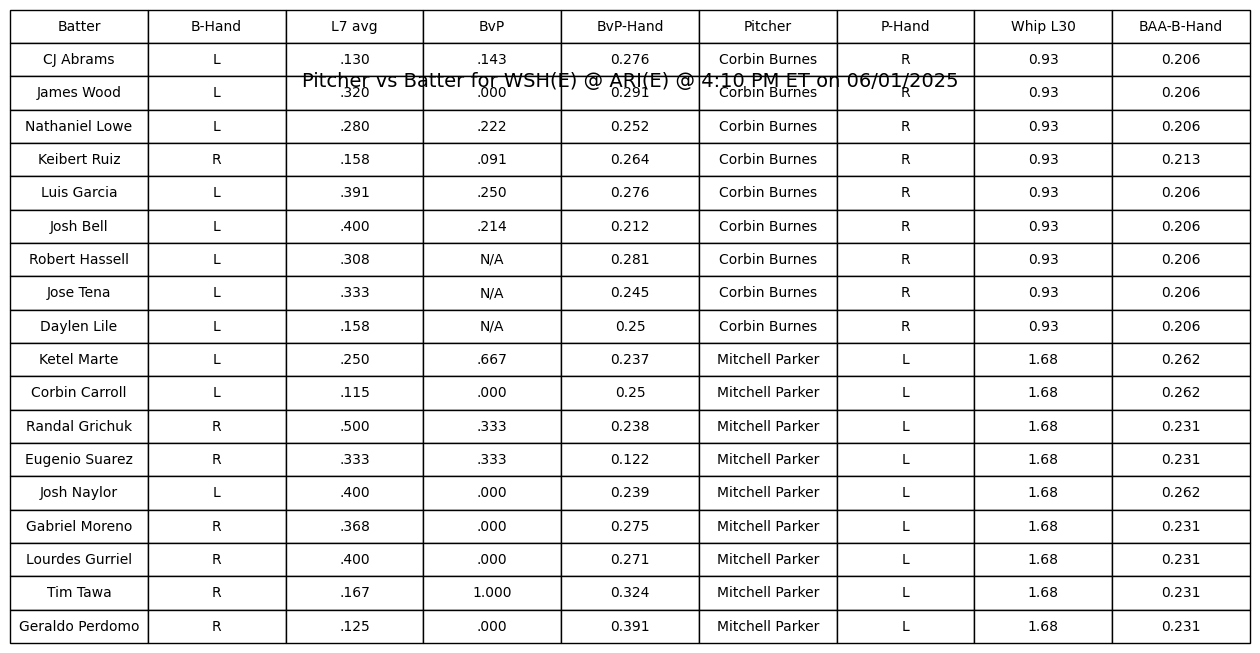 Batter B-Hand L7 avg BvP BvP-Hand Pitcher P-Hand Whip L30 BAA-B-Hand
CJ Abrams L .130 .143 0.276 Corbin Burnes R 0.93 0.206
Pitcher vs Batter for WSH(E) @ ARI(E) @ 4:10 PM ET on 06/01/2025
James Wood L .320 .000 0.291 Corbin Burnes R 0.93 0.206
Nathaniel Lowe L .280 .222 0.252 Corbin Burnes R 0.93 0.206
Keibert Ruiz R .158 .091 0.264 Corbin Burnes R 0.93 0.213
Luis Garcia L .391 .250 0.276 Corbin Burnes R 0.93 0.206
Josh Bell L .400 .214 0.212 Corbin Burnes R 0.93 0.206
Robert Hassell L .308 N/A 0.281 Corbin Burnes R 0.93 0.206
Jose Tena L .333 N/A 0.245 Corbin Burnes R 0.93 0.206
Daylen Lile L .158 N/A 0.25 Corbin Burnes R 0.93 0.206
Ketel Marte L .250 .667 0.237 Mitchell Parker L 1.68 0.262
Corbin Carroll L .115 .000 0.25 Mitchell Parker L 1.68 0.262
Randal Grichuk R .500 .333 0.238 Mitchell Parker L 1.68 0.231
Eugenio Suarez R .333 .333 0.122 Mitchell Parker L 1.68 0.231
Josh Naylor L .400 .000 0.239 Mitchell Parker L 1.68 0.262
Gabriel Moreno R .368 .000 0.275 Mitchell Parker L 1.68 0.231
Lourdes Gurriel R .400 .000 0.271 Mitchell Parker L 1.68 0.231
Tim Tawa R .167 1.000 0.324 Mitchell Parker L 1.68 0.231
Geraldo Perdomo R .125 .000 0.391 Mitchell Parker L 1.68 0.231